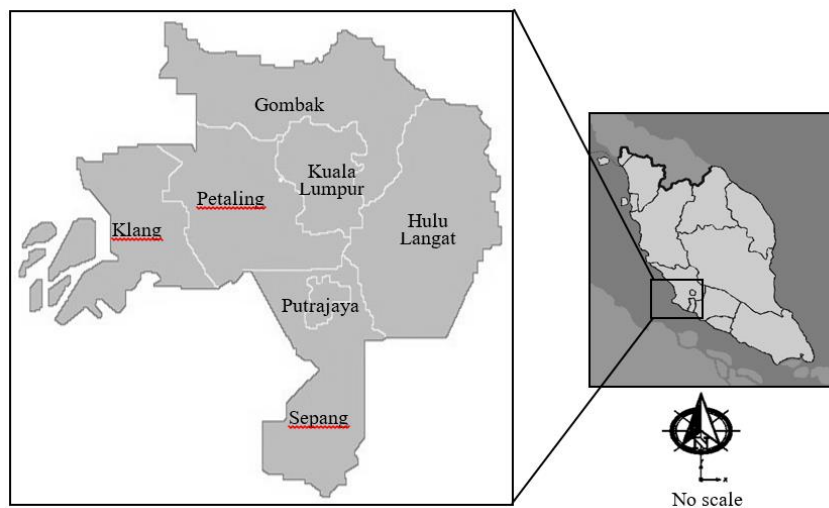 Gombak
Kuala
Lumpur
Petaling
Klang
Hulu
Langat
Putrajaya
Sepang
N
No scale